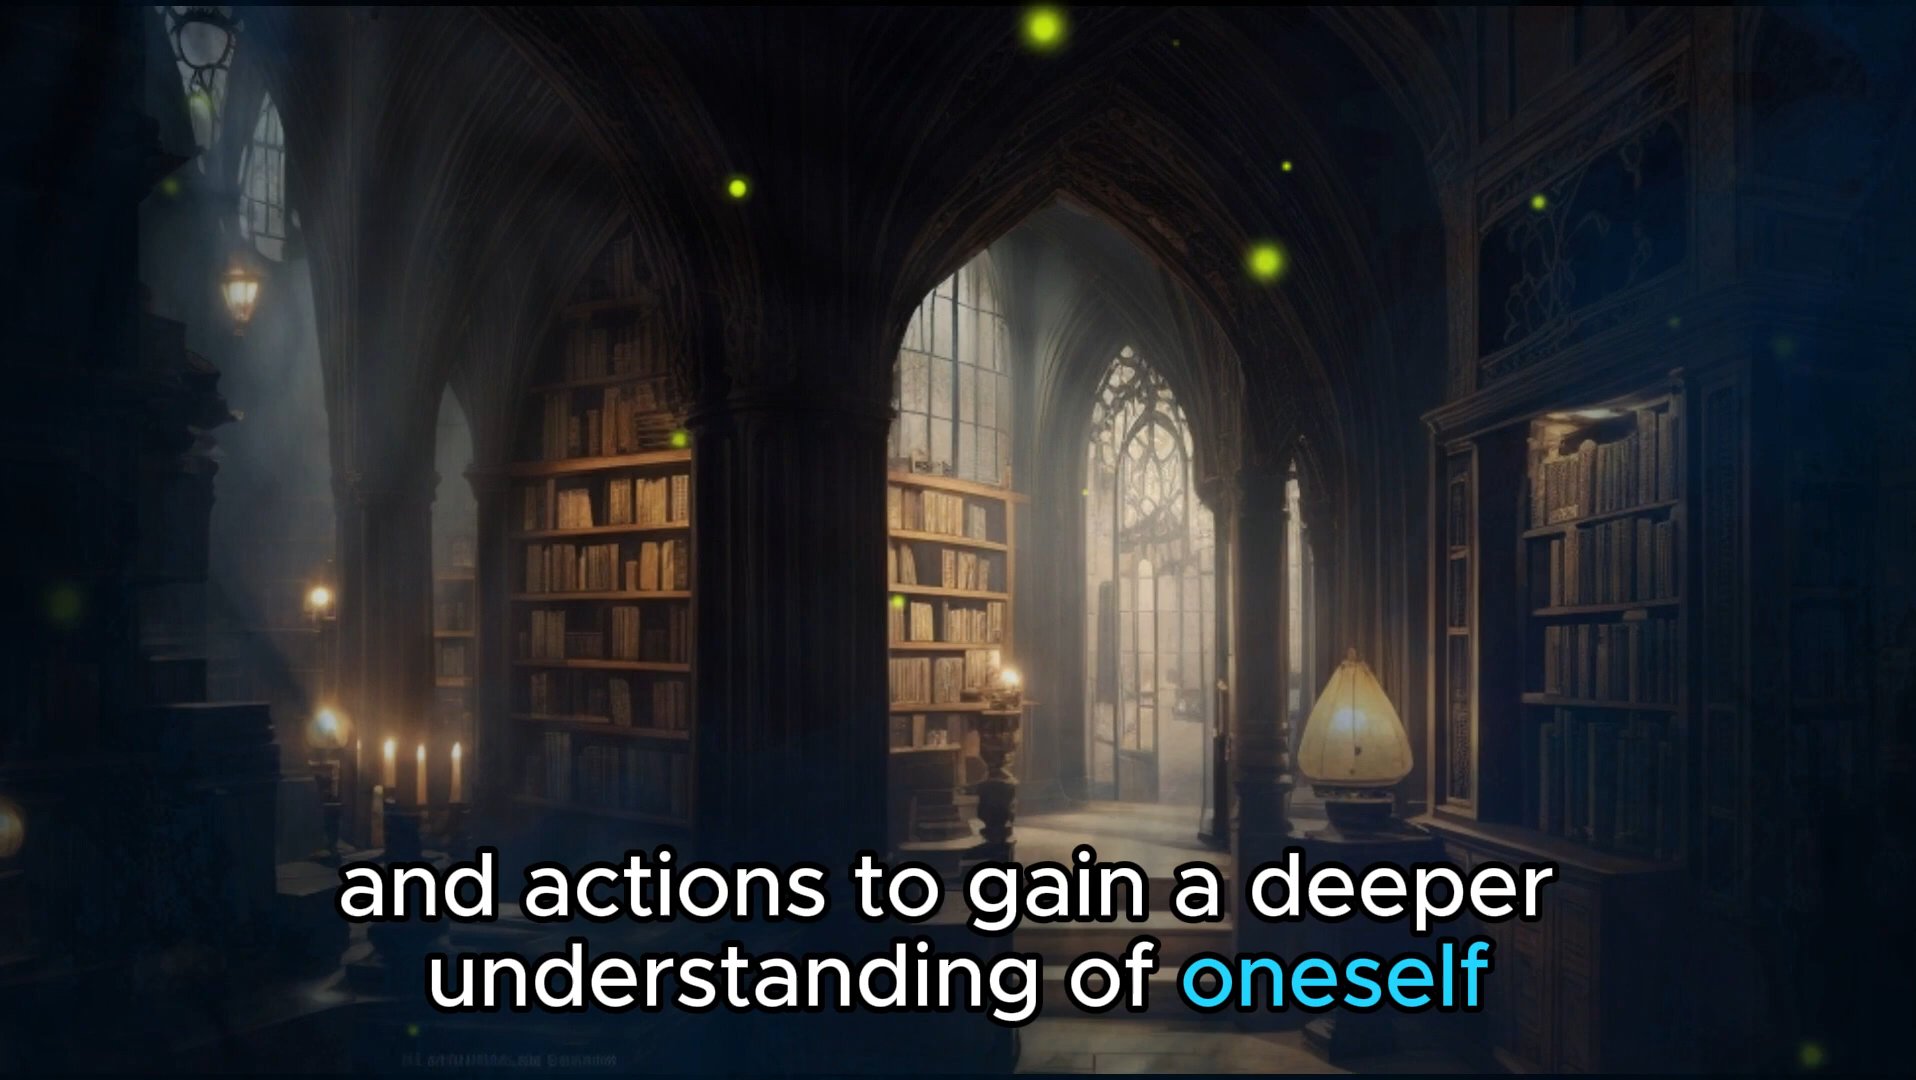 and actions to gain a deeper
understanding of oneself